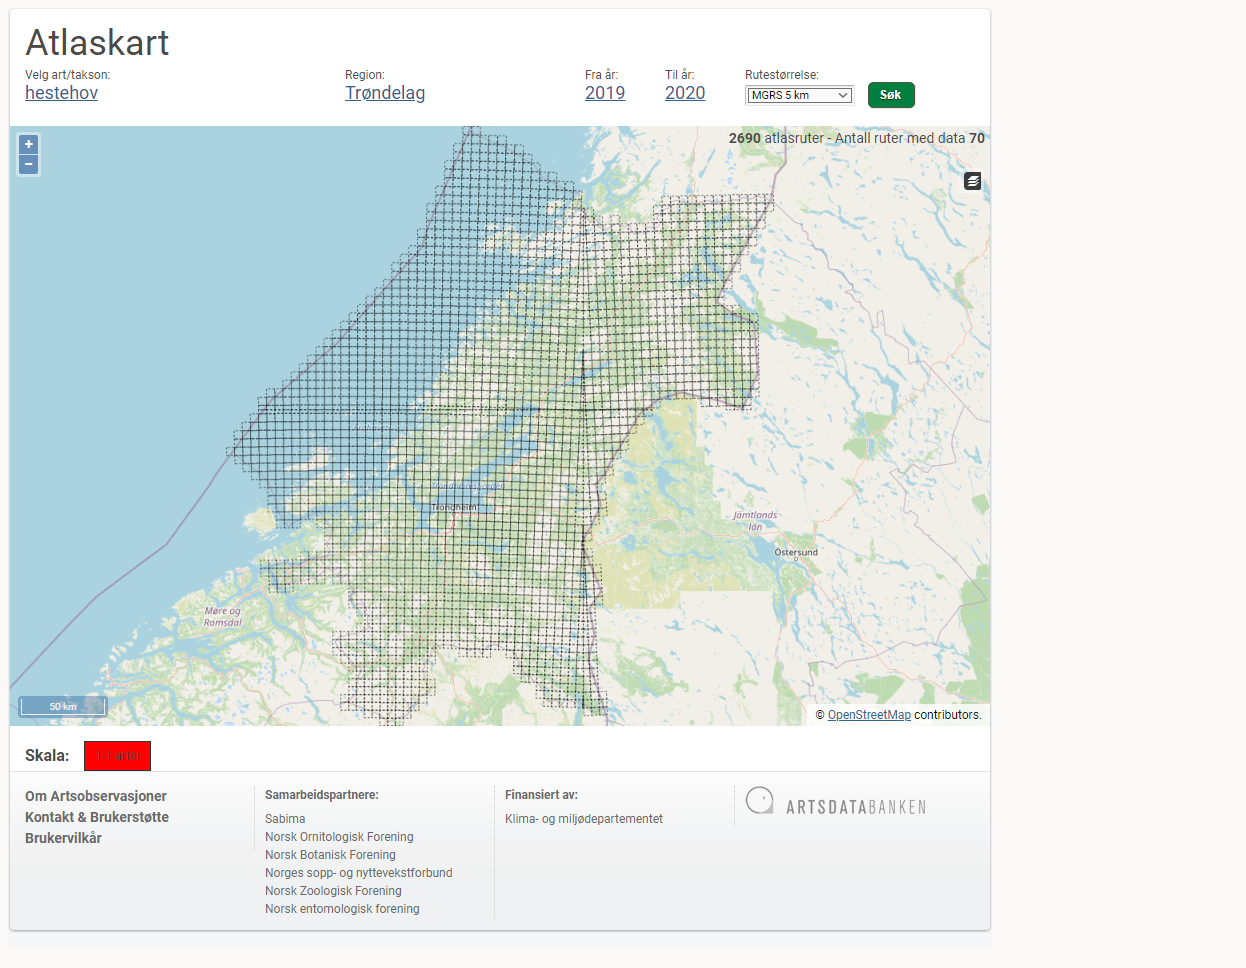 Atlaskart
Velg art/takson:
hestehov
Region:
Trøndelag
Fra år:
2019
Til år:
2020
Rutestørrelse:
MGRS 5 km
Søk
+
−
2690 atlasruter - Antall ruter med data 70
Trondheim
Jämtlands
län
Östersund
Møre og
Romsdal
50 km
© OpenStreetMap contributors.
Skala:
1-1 arter
Om Artsobservasjoner
Kontakt & Brukerstøtte
Brukervilkår
Samarbeidspartnere:
Sabima
Norsk Ornitologisk Forening
Norsk Botanisk Forening
Norges sopp- og nyttevekstforbund
Norsk Zoologisk Forening
Norsk entomologisk forening
Finansiert av:
Klima- og miljødepartementet
ARTSDATABANKEN